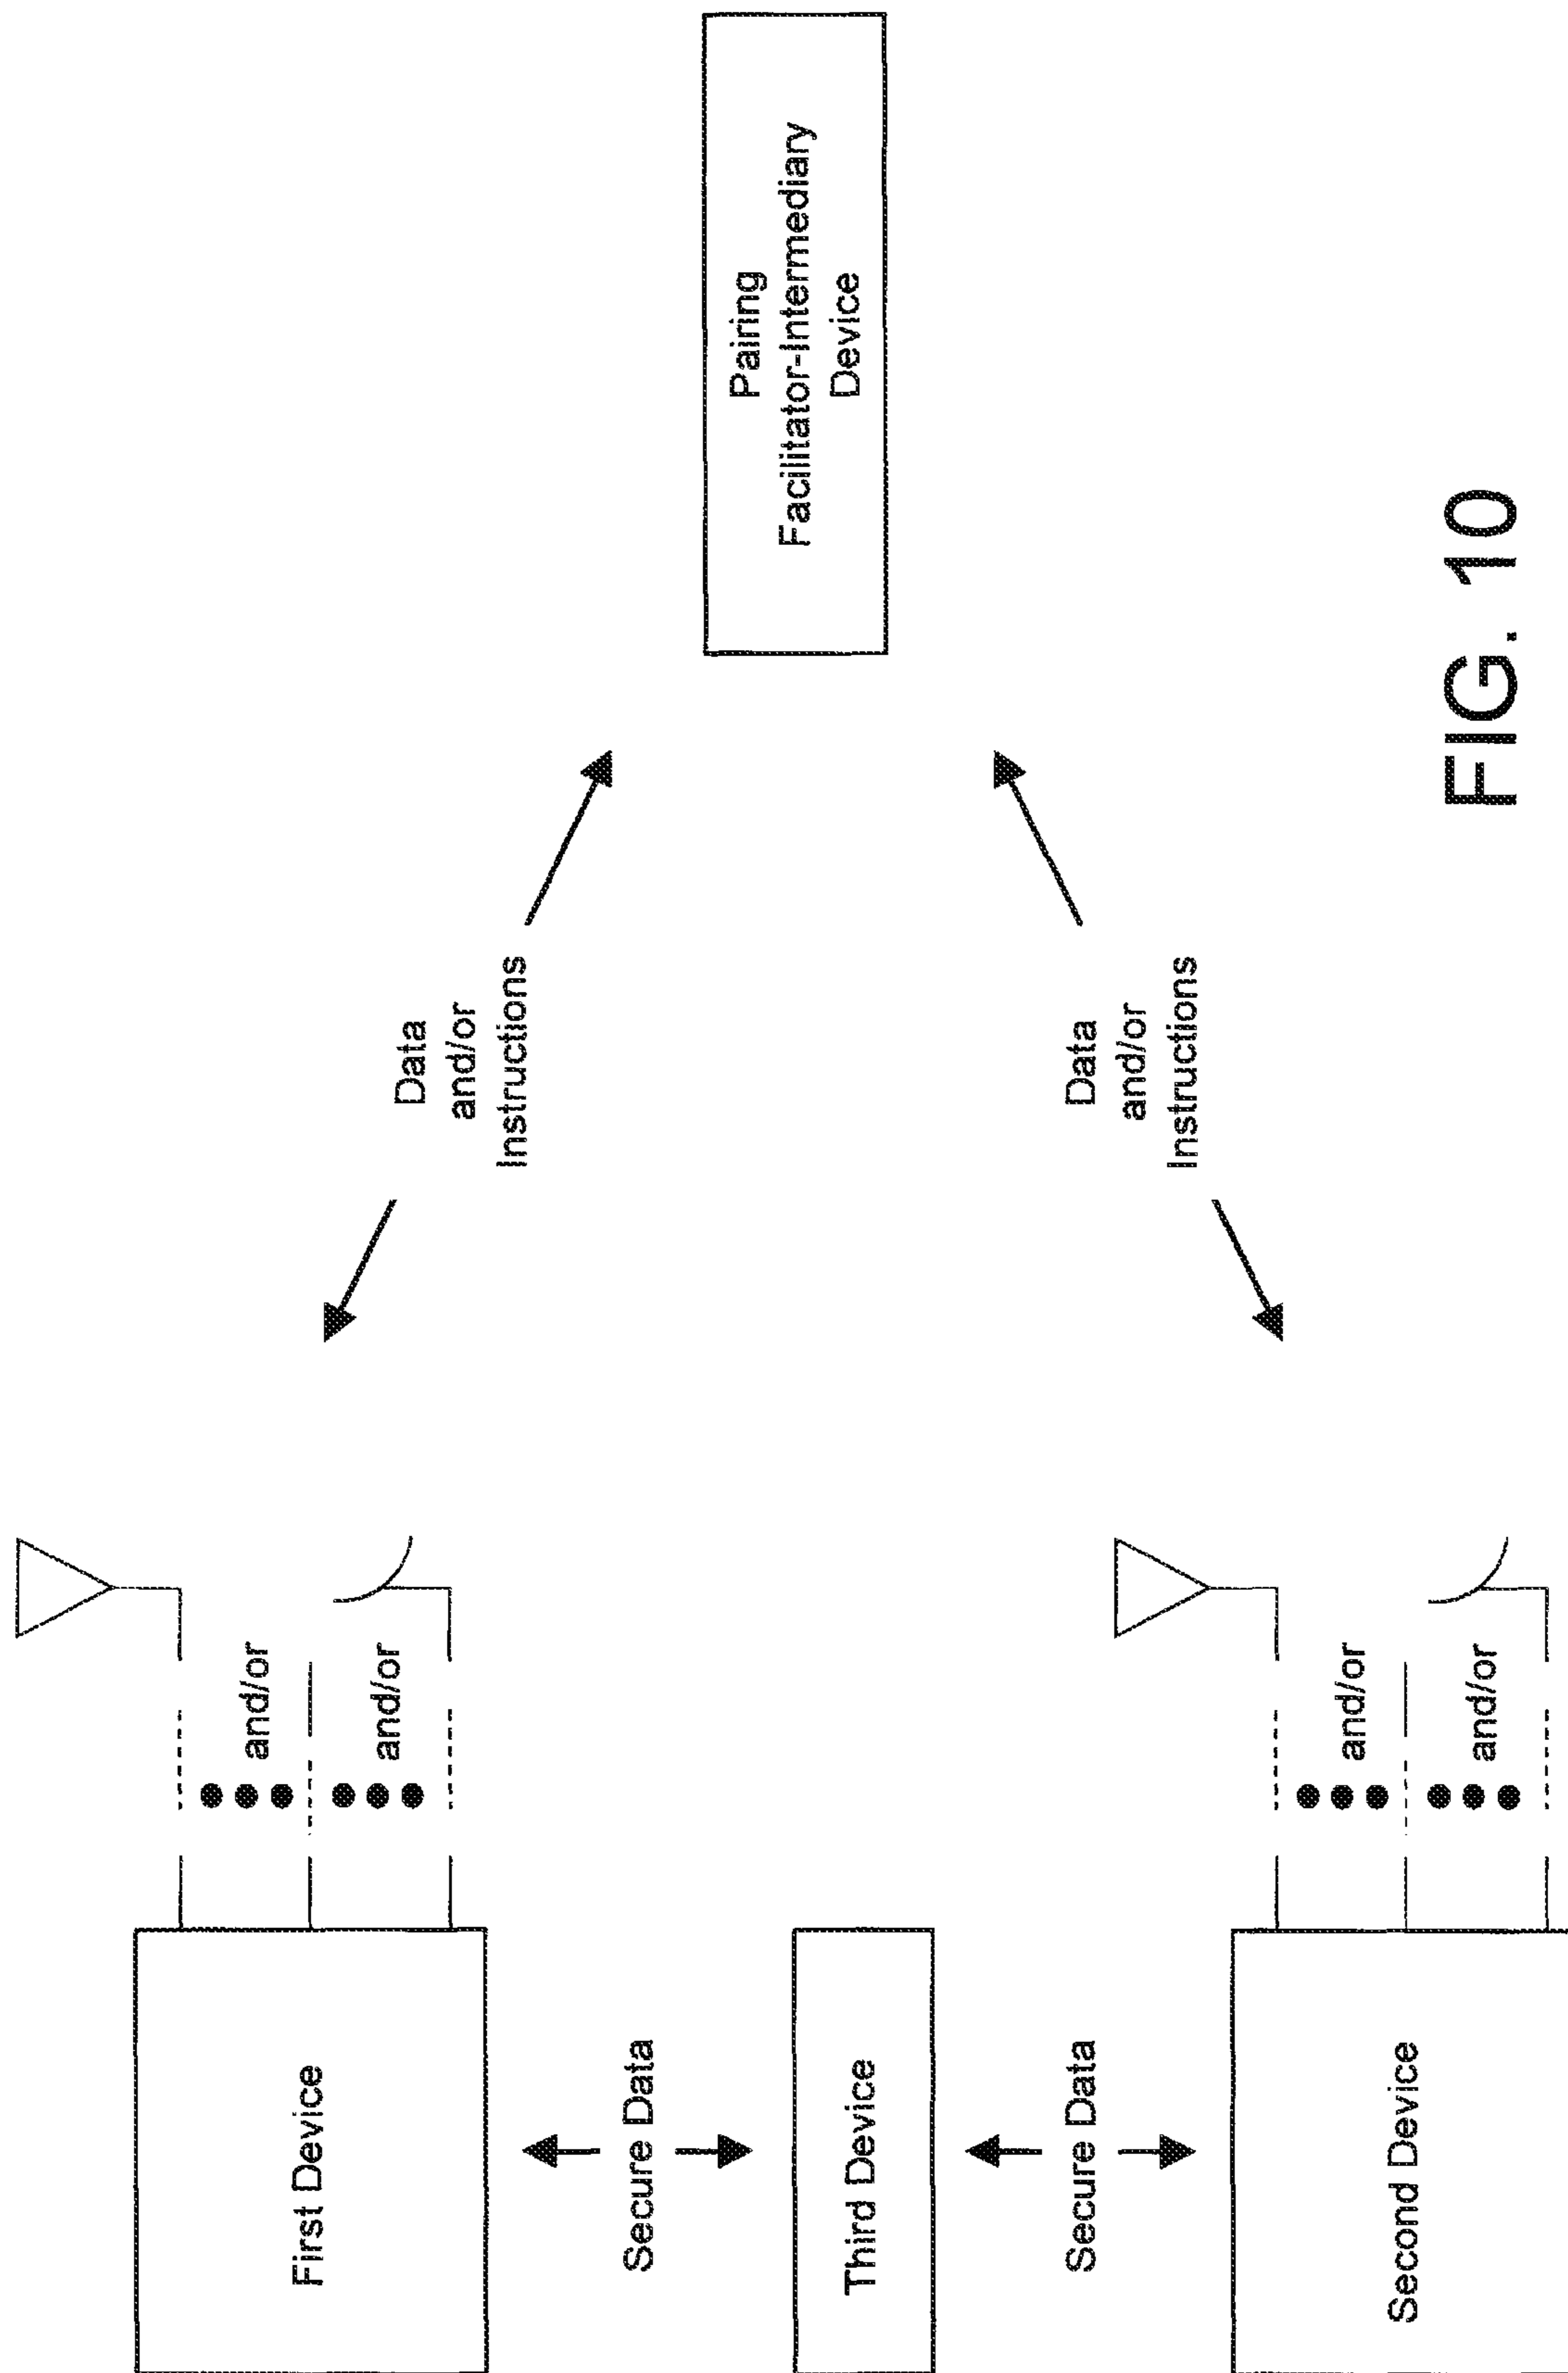 First Device
and/or
and/or
Data
and/or
Instructions
Secure Data
Third Device
Pairing
Facilitator-Intermediary
Device
Secure Data
Data
and/or
Instructions
Second Device
and/or
and/or
FIG. 10